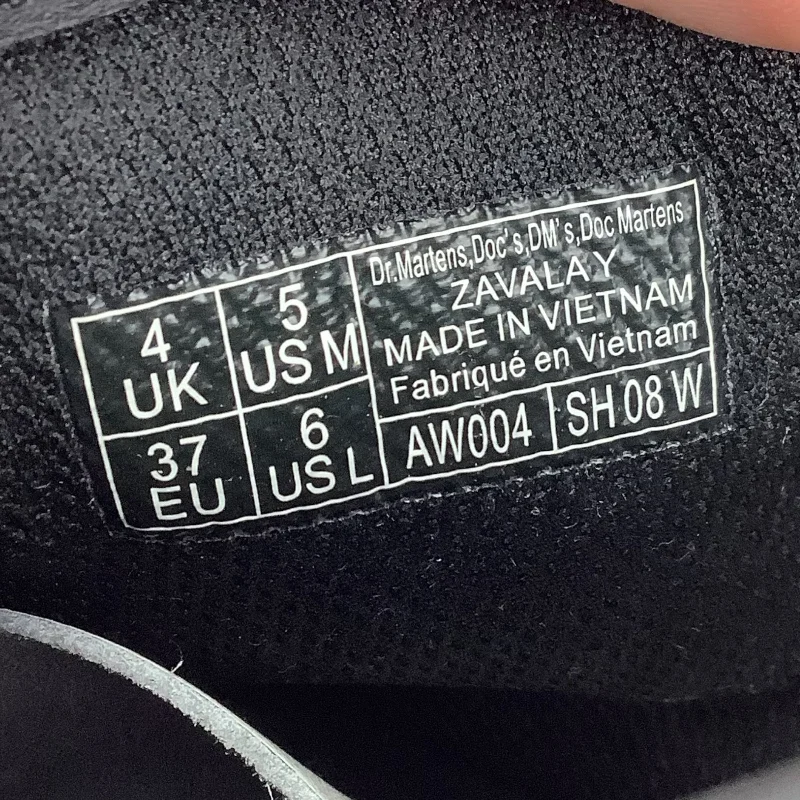 4
UK
5
US M
37
EU
6
US L
Dr.Martens,Doc's,DM's,Doc Martens
ZAVALA Y
MADE IN VIETNAM
Fabriqué en Vietnam
AW004
SH 08 W